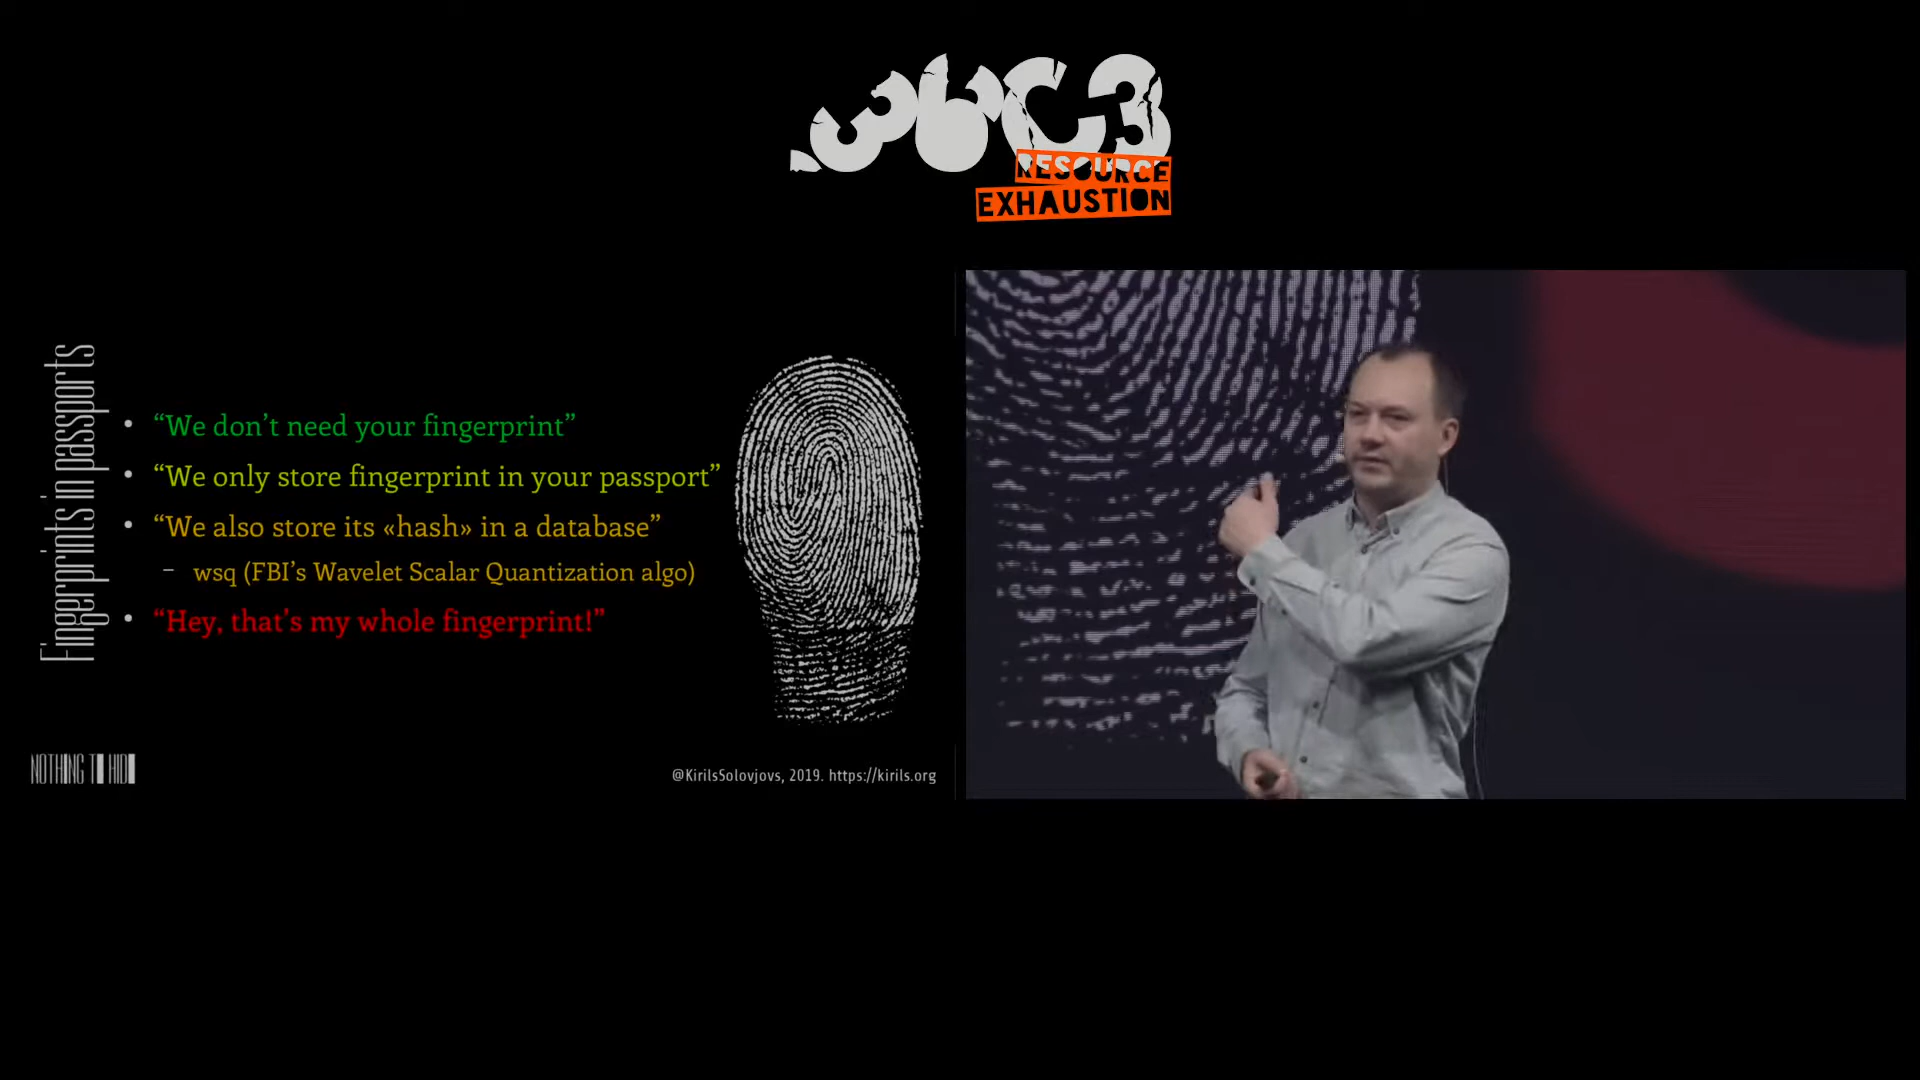 36C3
RESOURCE
EXHAUSTION
Fingerprints in passports
• “We don’t need your fingerprint”
• “We only store fingerprint in your passport”
• “We also store its «hash» in a database”
– wsq (FBI’s Wavelet Scalar Quantization algo)
• “Hey, that’s my whole fingerprint!”
NOTHING T█ HID█
@KirilsSolovjovs, 2019. https://kirils.org